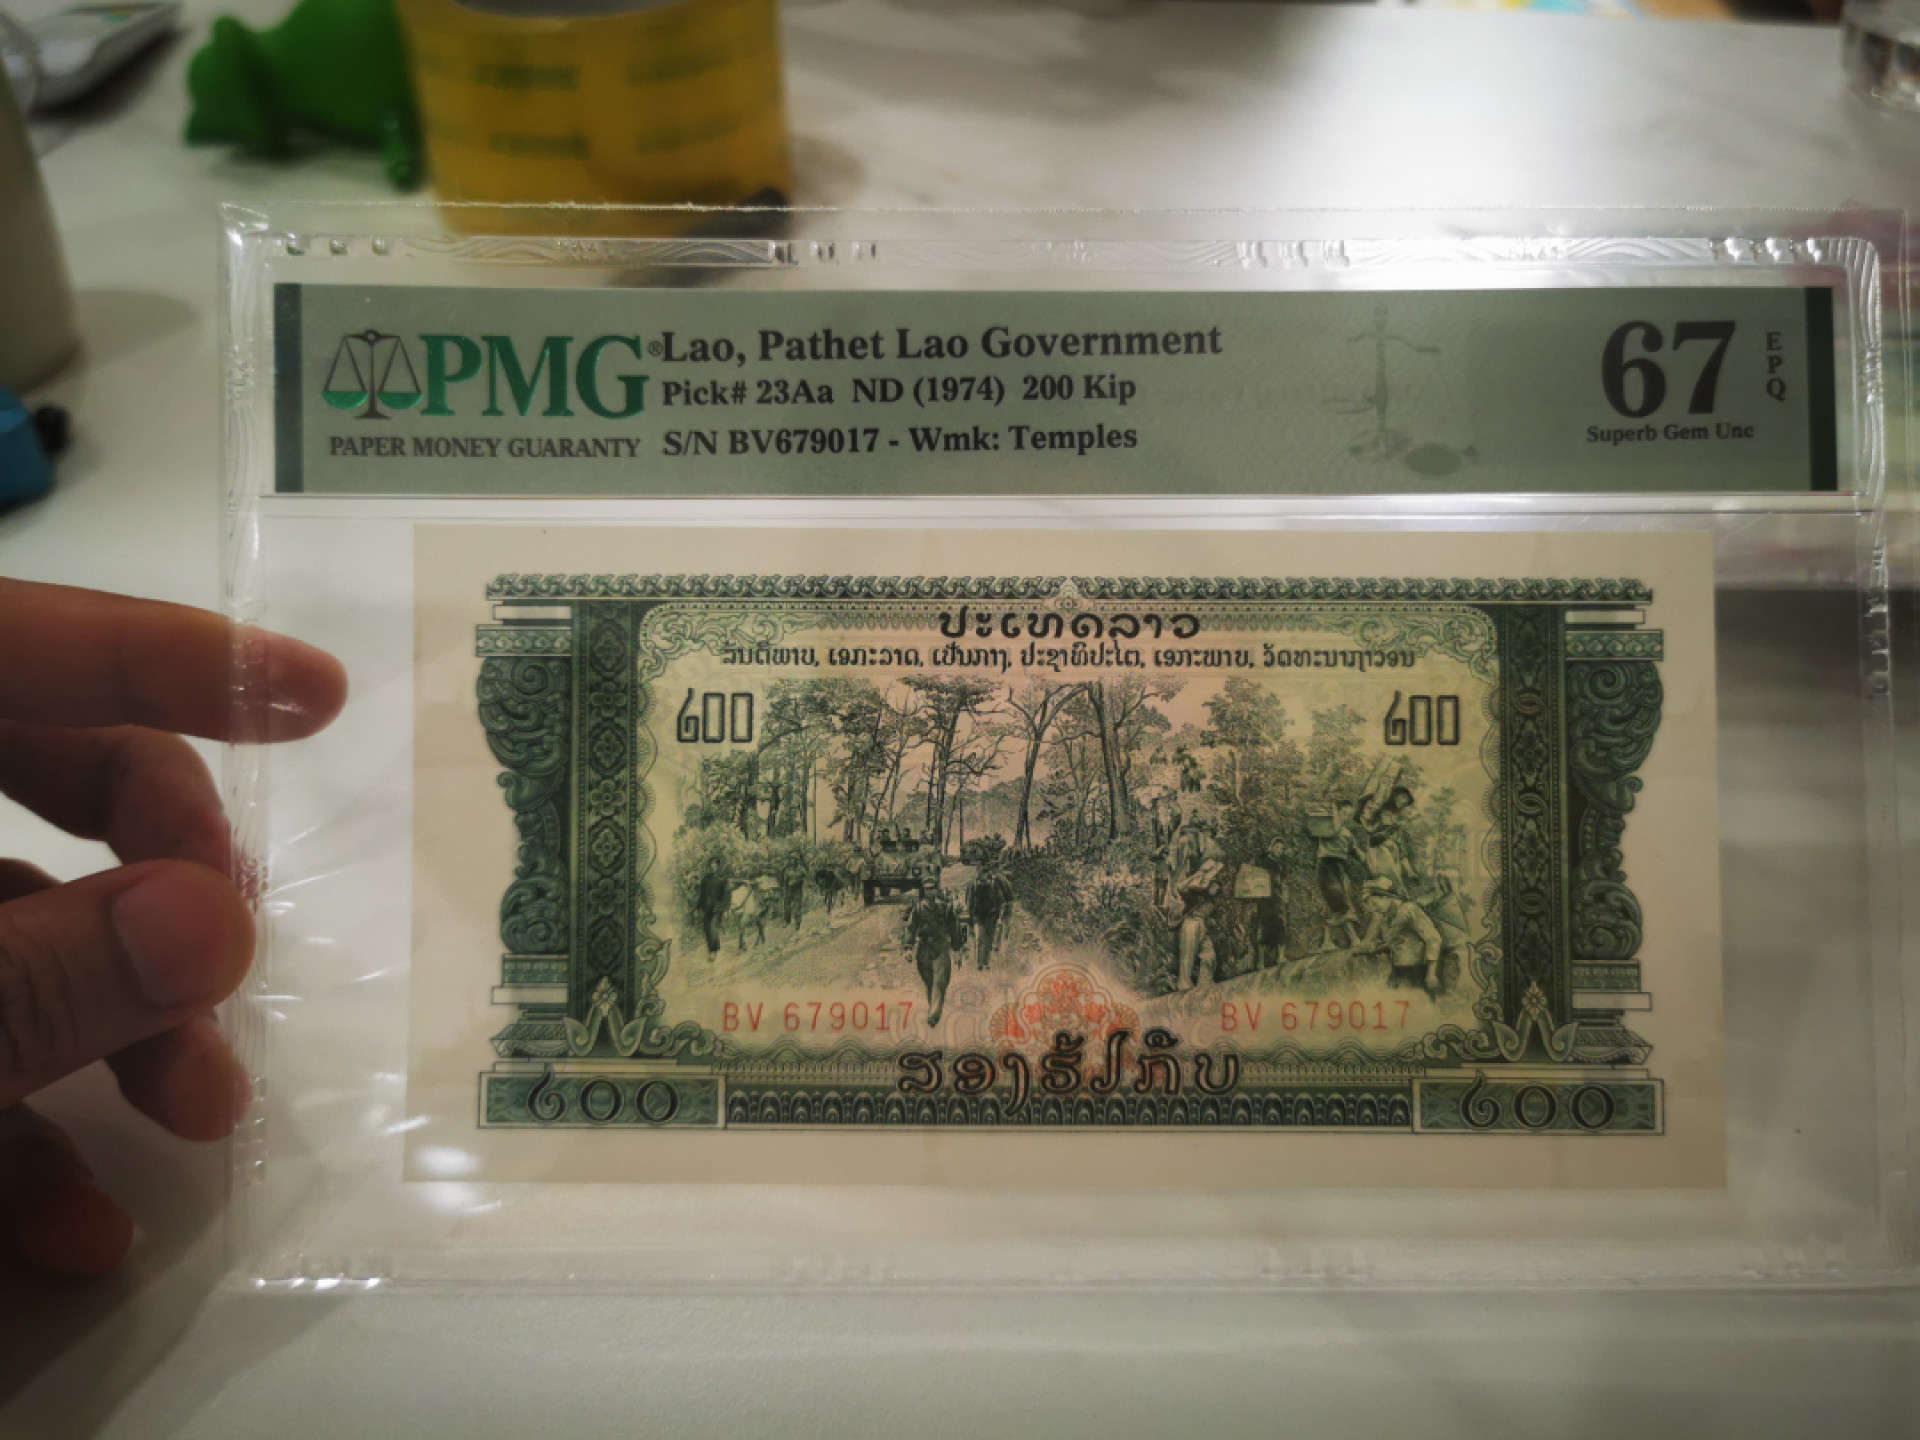 PMG®
PAPER MONEY GUARANTY
Lao, Pathet Lao Government
Pick# 23Aa ND (1974) 200 Kip
S/N BV679017 - Wmk: Temples
67
EPQ
Superb Gem Unc
ປະເທດລາວ
ສັນຕິພາບ, ເອກະລາດ, ເປັນກາງ, ປະຊາທິປະໄຕ, ເອກະພາບ, ວັດທະນາຖາວອນ
໒໐໐ ໒໐໐
BV 679017 BV 679017
ສອງຮ້ອຍກີບ
໒໐໐ ໒໐໐